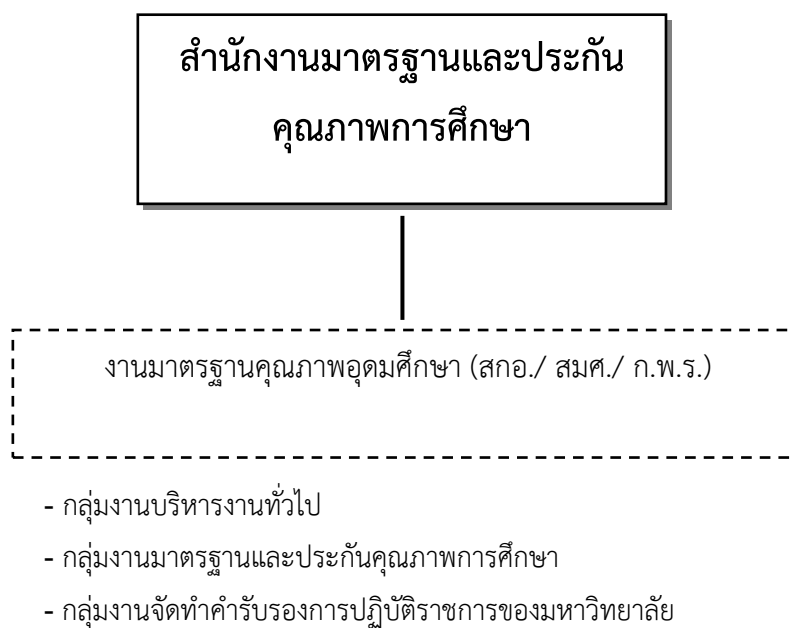 สำนักงานมาตรฐานและประกัน
คุณภาพการศึกษา
งานมาตรฐานคุณภาพอุดมศึกษา (สกอ./ สมศ./ ก.พ.ร.)
- กลุ่มงานบริหารงานทั่วไป
- กลุ่มงานมาตรฐานและประกันคุณภาพการศึกษา
- กลุ่มงานจัดทำคำรับรองการปฏิบัติราชการของมหาวิทยาลัย